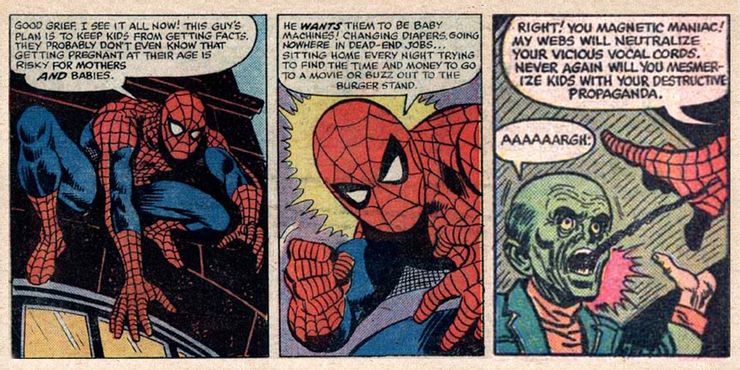 GOOD GRIEF, I SEE IT ALL NOW! THIS GUY'S
PLAN IS TO KEEP KIDS FROM GETTING FACTS.
THEY PROBABLY DON'T EVEN KNOW THAT
GETTING PREGNANT AT THEIR AGE IS
RISKY FOR MOTHERS
AND BABIES.
HE WANTS THEM TO BE BABY
MACHINES! CHANGING DIAPERS, GOING
NOWHERE IN DEAD-END JOBS...
SITTING HOME EVERY NIGHT TRYING
TO FIND THE TIME AND MONEY TO GO
TO A MOVIE OR BUZZ OUT TO THE
BURGER STAND.
RIGHT! YOU MAGNETIC MANIAC!
MY WEBS WILL NEUTRALIZE
YOUR VICIOUS VOCAL CORDS.
NEVER AGAIN WILL YOU MESMER-
IZE KIDS WITH YOUR DESTRUCTIVE
PROPAGANDA.
AAAAAARGH!